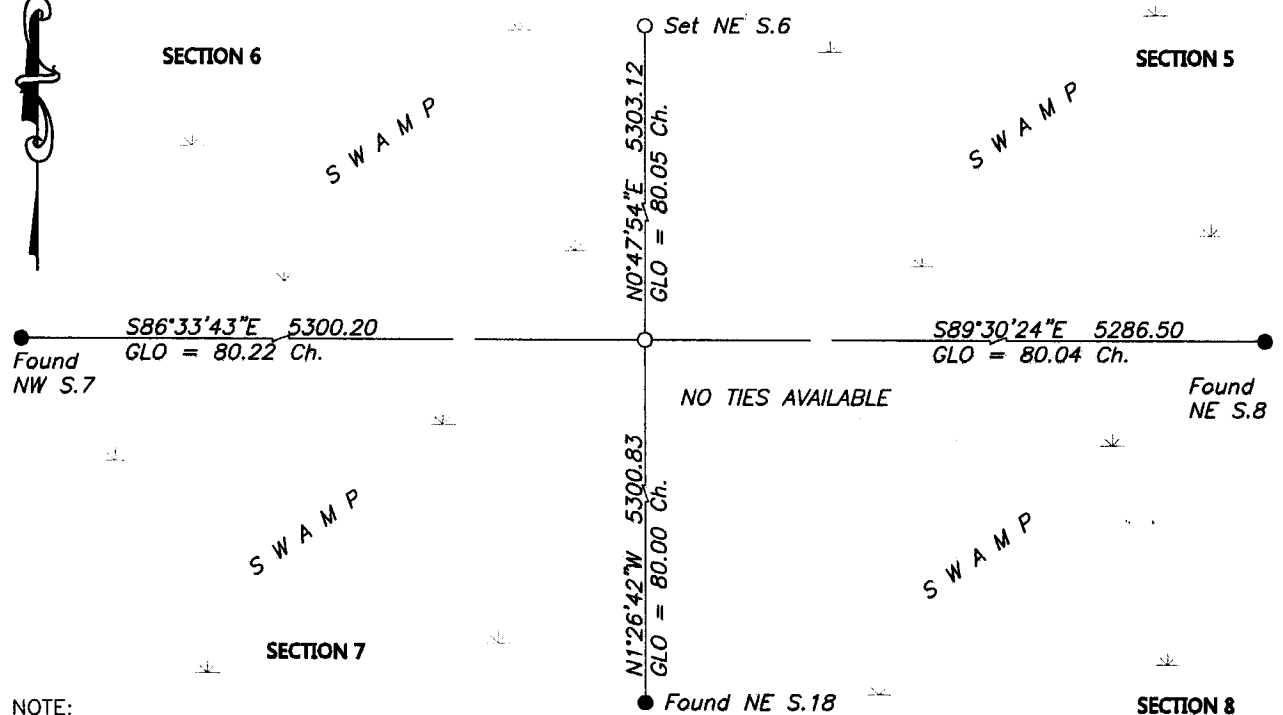 Set NE S.6
SECTION 6
SECTION 5
SWAMP
SWAMP
N0°47'54"E 5303.12
GLO = 80.05 Ch.
S86°33'43"E 5300.20
GLO = 80.22 Ch.
S89°30'24"E 5286.50
GLO = 80.04 Ch.
Found
NW S.7
Found
NE S.8
NO TIES AVAILABLE
N1°26'42"W 5300.83
GLO = 80.00 Ch.
SWAMP
SWAMP
SECTION 7
Found NE S.18
SECTION 8
NOTE: